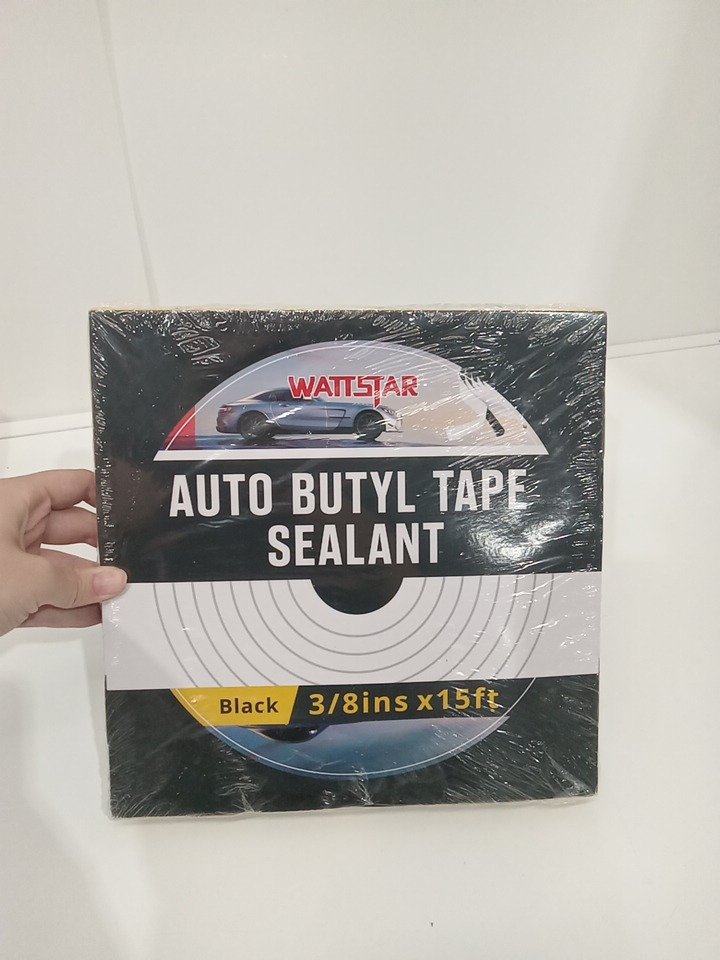 WATTSTAR
AUTO BUTYL TAPE
SEALANT
Black 3/8ins x15ft